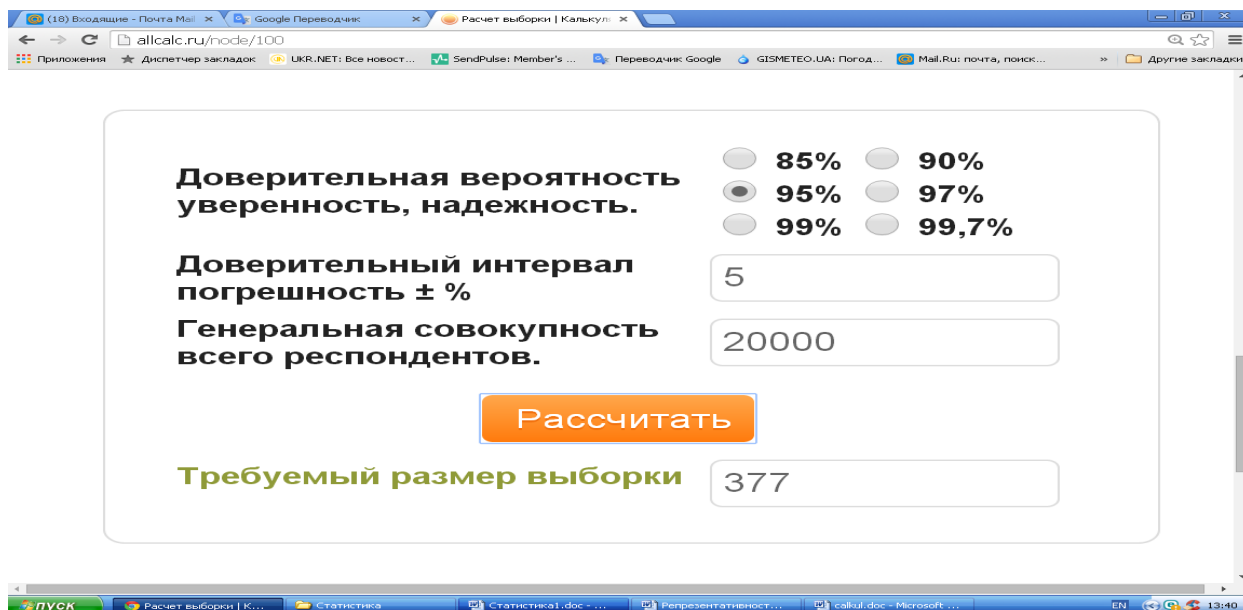 (18) Входящие - Почта Mail
Google Переводчик
Расчет выборки | Калькул
allcalc.ru/node/100
Приложения
Диспетчер закладок
UKR.NET: Все новост...
SendPulse: Member's ...
Переводчик Google
GISMETEO.UA: Погод...
Mail.Ru: почта, поиск...
»
Другие закладки
Доверительная вероятность
уверенность, надежность.
85% 90%
95% 97%
99% 99,7%
Доверительный интервал
погрешность ± %
5
Генеральная совокупность
всего респондентов.
20000
Рассчитать
Требуемый размер выборки
377
пуск
Расчет выборки | К...
Статистика
Статистика1.doc - ...
Репрезентативност...
calkul.doc - Microsoft ...
EN
13:40